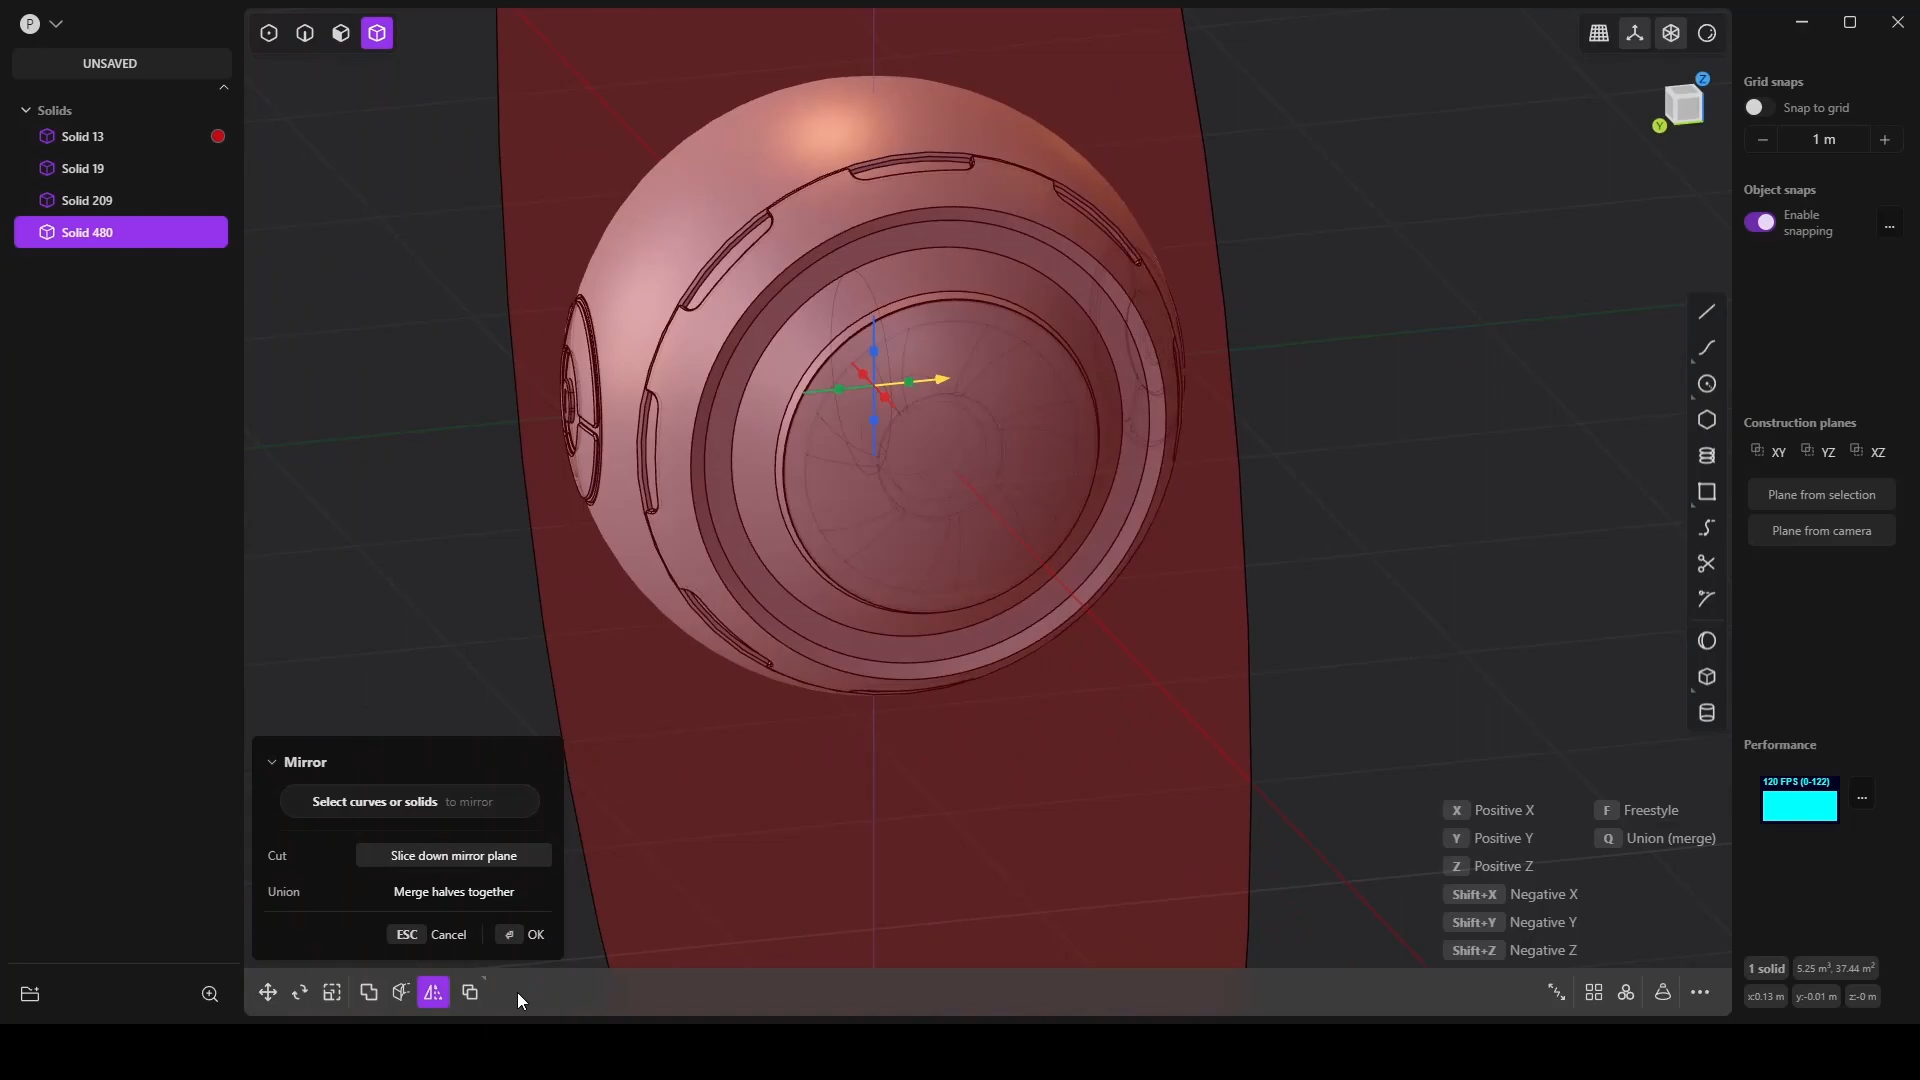 P
UNSAVED
Solids
Solid 13
Solid 19
Solid 209
Solid 480
Z
Y
Grid snaps
Snap to grid
1 m
Object snaps
Enable
snapping
...
Construction planes
XY YZ XZ
Plane from selection
Plane from camera
Performance
120 FPS (0-122)
...
Mirror
Select curves or solids to mirror
Cut Slice down mirror plane
Union Merge halves together
ESC Cancel OK
X Positive X F Freestyle
Y Positive Y Q Union (merge)
Z Positive Z
Shift+X Negative X
Shift+Y Negative Y
Shift+Z Negative Z
1 solid 5.25 m³, 37.44 m²
x:0.13 m y:-0.01 m z:-0 m